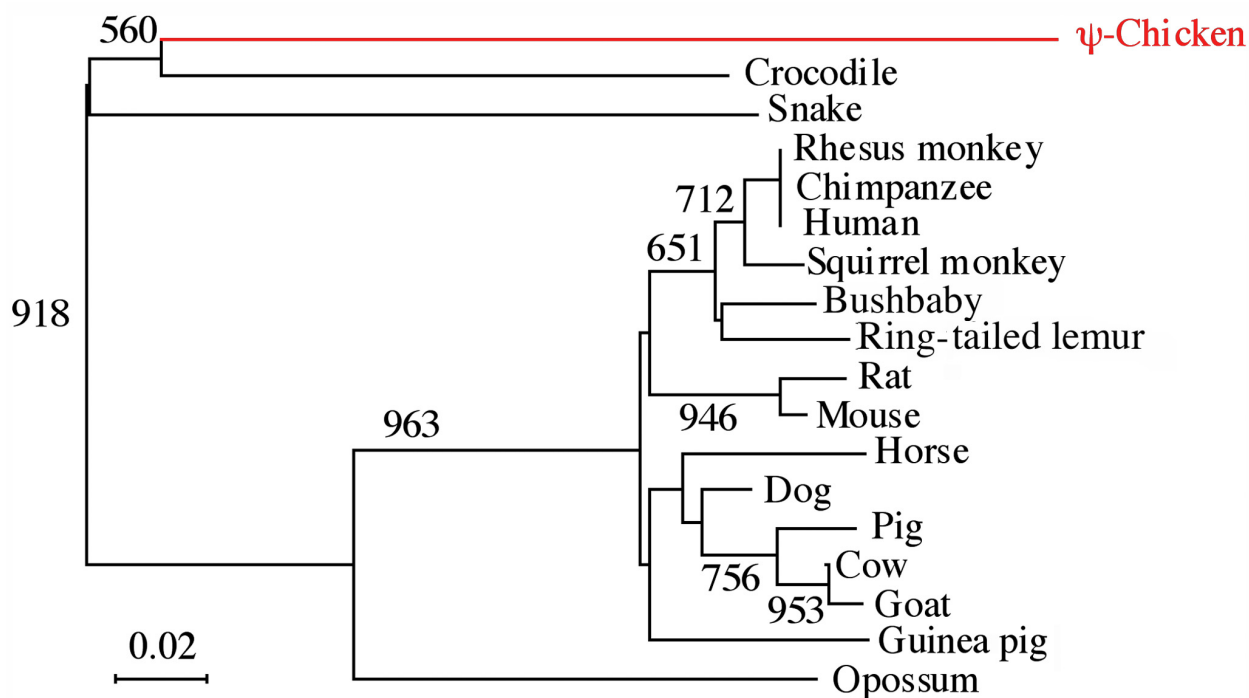 560
ψ-Chicken
Crocodile
Snake
Rhesus monkey
Chimpanzee
712
Human
651
Squirrel monkey
Bushbaby
918
Ring-tailed lemur
Rat
946
Mouse
963
Horse
Dog
Pig
756
Cow
953
Goat
0.02
Guinea pig
Opossum